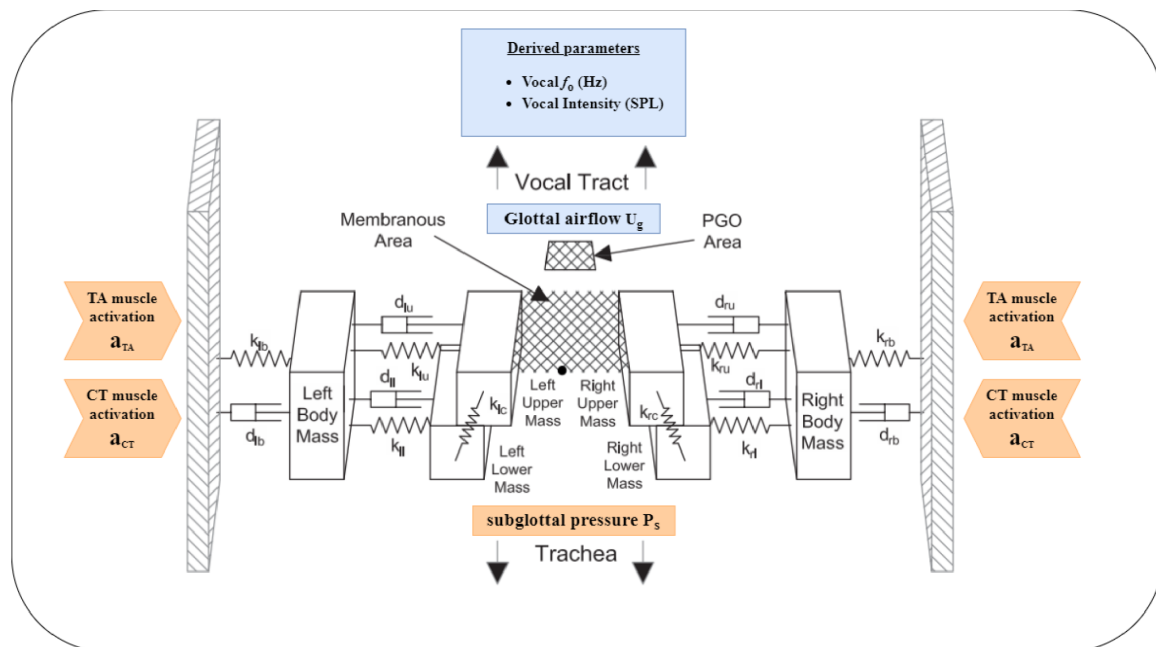 Derived parameters
• Vocal fo (Hz)
• Vocal Intensity (SPL)
Vocal Tract
Glottal airflow Ug
Membranous
Area
PGO
Area
TA muscle
activation
aTA
CT muscle
activation
aCT
klb
dlb
Left
Body
Mass
dlu
klu
dll
kll
klc
Left
Upper
Mass
Right
Upper
Mass
Left
Lower
Mass
Right
Lower
Mass
krc
dru
kru
drl
krl
Right
Body
Mass
krb
drb
TA muscle
activation
aTA
CT muscle
activation
aCT
subglottal pressure Ps
Trachea